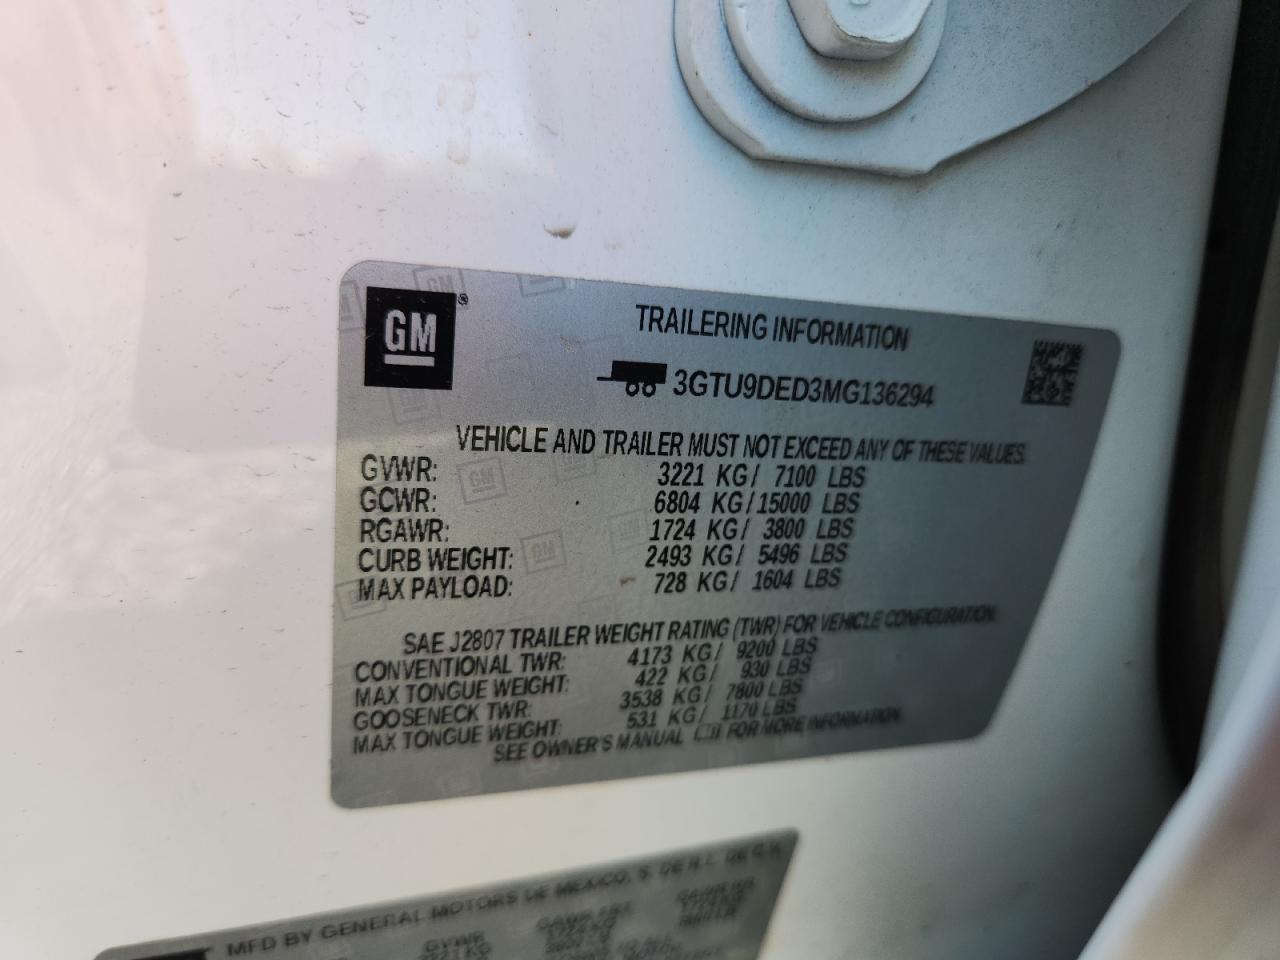 GM ®
TRAILERING INFORMATION
3GTU9DED3MG136294
VEHICLE AND TRAILER MUST NOT EXCEED ANY OF THESE VALUES.
GVWR: 3221 KG/ 7100 LBS
GCWR: 6804 KG/15000 LBS
RGAWR: 1724 KG/ 3800 LBS
CURB WEIGHT: 2493 KG/ 5496 LBS
MAX PAYLOAD: 728 KG/ 1604 LBS
SAE J2807 TRAILER WEIGHT RATING (TWR) FOR VEHICLE CONFIGURATION.
CONVENTIONAL TWR: 4173 KG/ 9200 LBS
MAX TONGUE WEIGHT: 422 KG/ 930 LBS
GOOSENECK TWR: 3538 KG/ 7800 LBS
MAX TONGUE WEIGHT: 531 KG/ 1170 LBS
SEE OWNER'S MANUAL FOR MORE INFORMATION
MFD BY GENERAL MOTORS DE MEXICO, S. DE R.L. DE C.V.
GVWR